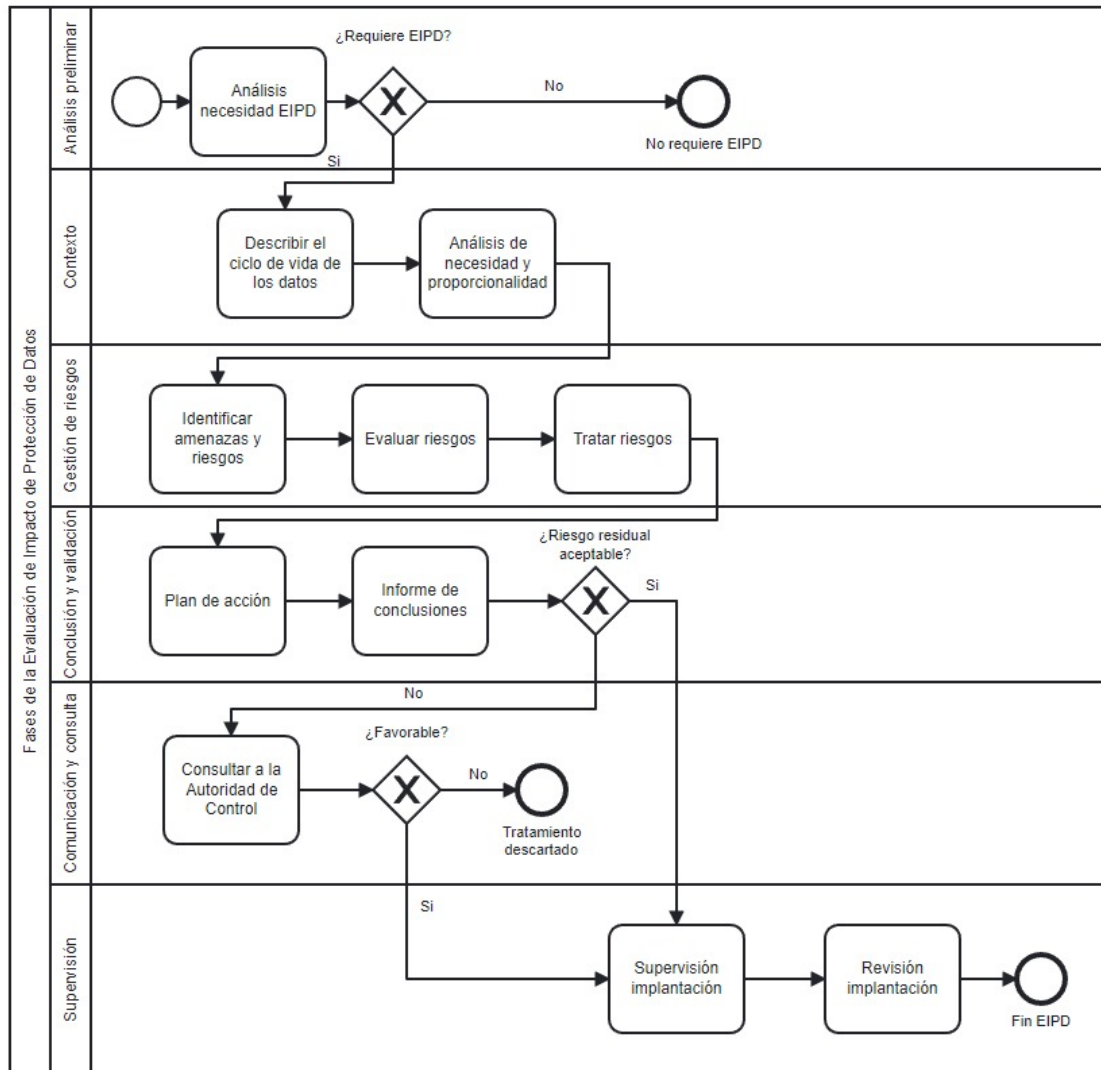 Fases de la Evaluación de Impacto de Protección de Datos
Análisis preliminar
¿Requiere EIPD?
Análisis
necesidad EIPD
No
No requiere EIPD
Si
Contexto
Describir el
ciclo de vida de
los datos
Análisis de
necesidad y
proporcionalidad
Gestión de riesgos
Identificar
amenazas y
riesgos
Evaluar riesgos
Tratar riesgos
Conclusión y validación
Plan de acción
Informe de
conclusiones
¿Riesgo residual
aceptable?
Si
No
Comunicación y consulta
Consultar a la
Autoridad de
Control
¿Favorable?
No
Tratamiento
descartado
Si
Supervisión
Supervisión
implantación
Revisión
implantación
Fin EIPD